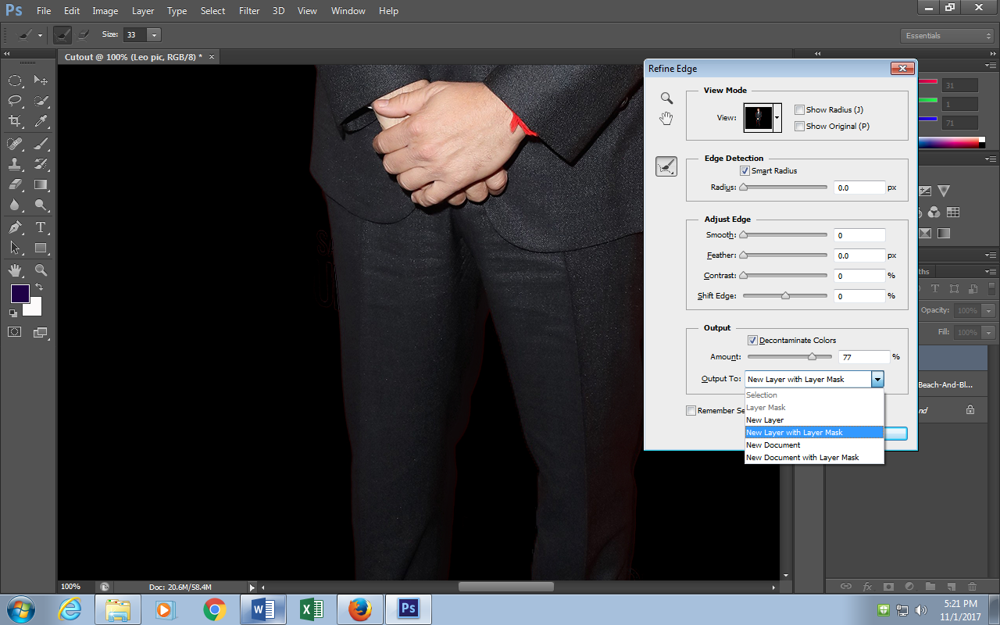 Ps File Edit Image Layer Type Select Filter 3D View Window Help
Size: 33 Essentials
Cutout @ 100% (Leo pic, RGB/8) * ×
Refine Edge
View Mode
View:
Show Radius (J)
Show Original (P)
Edge Detection
Smart Radius
Radius: 0.0 px
Adjust Edge
Smooth: 0
Feather: 0.0 px
Contrast: 0 %
Shift Edge: 0 %
Output
Decontaminate Colors
Amount: 77 %
Output To: New Layer with Layer Mask
Selection
Layer Mask
New Layer
New Layer with Layer Mask
New Document
New Document with Layer Mask
Remember Se
31
1
71
ths
Opacity: 100%
Fill: 100%
Beach-And-Bl...
nd
100% Doc: 20.6M/58.4M
Ps
5:21 PM
11/1/2017